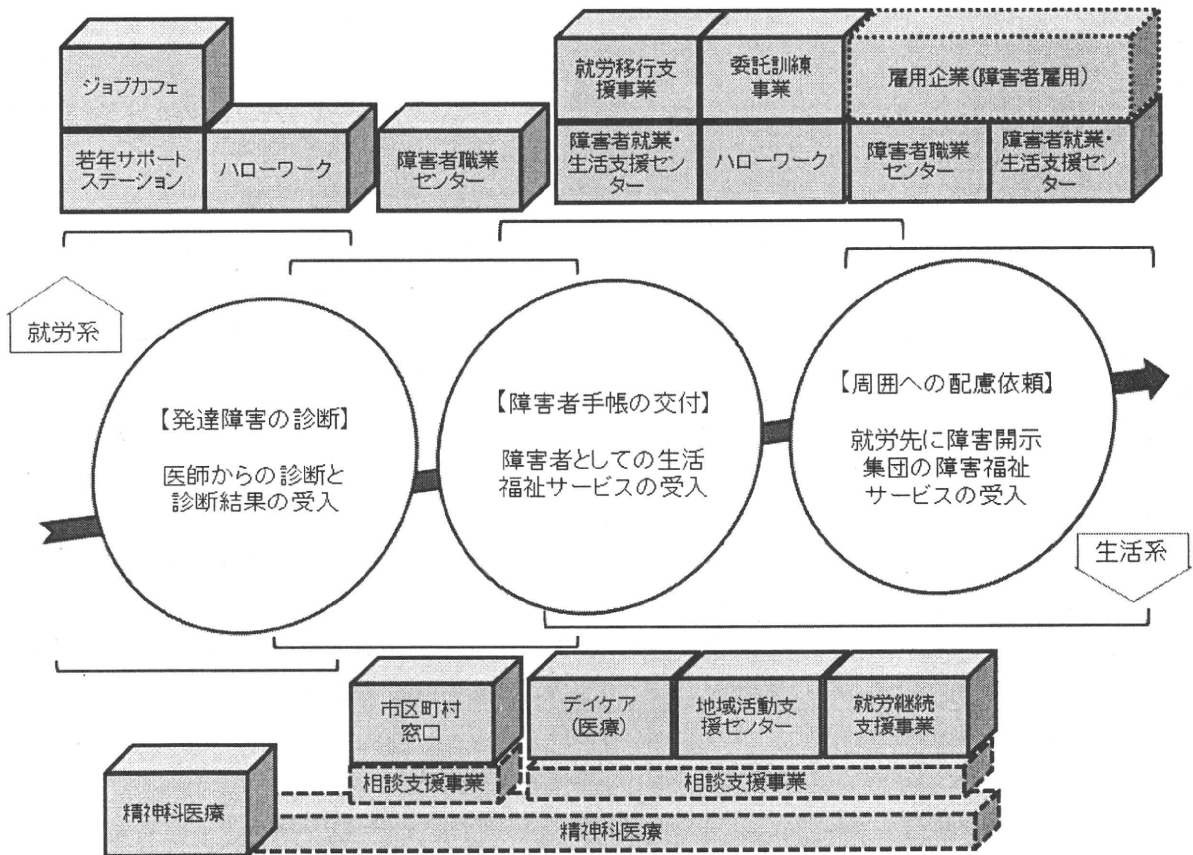 ジョブカフェ
若年サポート
ステーション
ハローワーク
障害者職業
センター
就労移行支
援事業
委託訓練
事業
雇用企業(障害者雇用)
障害者就業・
生活支援セン
ター
ハローワーク
障害者職業
センター
障害者就業・
生活支援セン
ター
就労系
【発達障害の診断】
医師からの診断と
診断結果の受入
【障害者手帳の交付】
障害者としての生活
福祉サービスの受入
【周囲への配慮依頼】
就労先に障害開示
集団の障害福祉
サービスの受入
生活系
市区町村
窓口
相談支援事業
デイケア
(医療)
地域活動支
援センター
就労継続
支援事業
相談支援事業
精神科医療
精神科医療